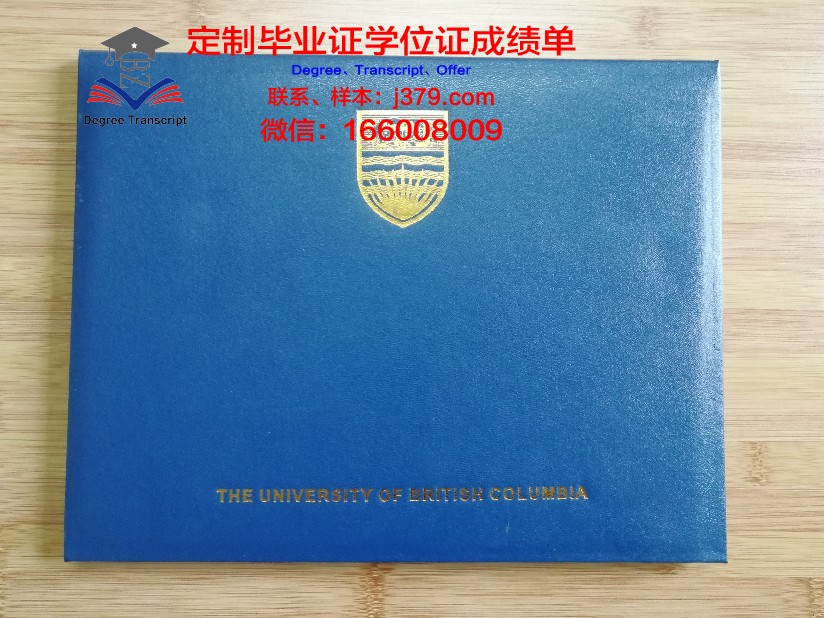 定制毕业证学位证成绩单
Degree、Transcript、Offer
联系、样本：j379.com
微信：166008009
Degree Transcript
THE UNIVERSITY OF BRITISH COLUMBIA